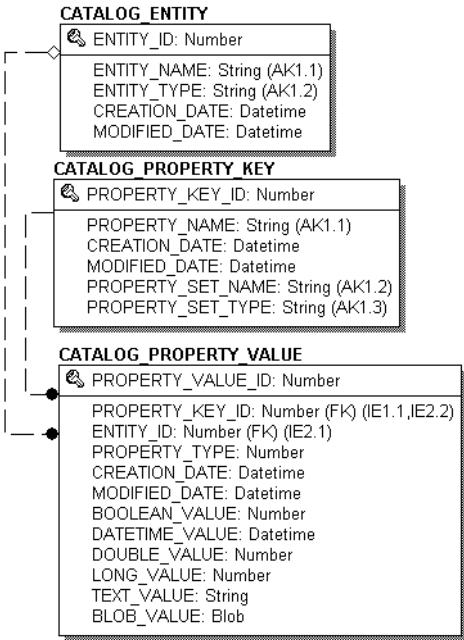 CATALOG_ENTITY
ENTITY_ID: Number
ENTITY_NAME: String (AK1.1)
ENTITY_TYPE: String (AK1.2)
CREATION_DATE: Datetime
MODIFIED_DATE: Datetime
CATALOG_PROPERTY_KEY
PROPERTY_KEY_ID: Number
PROPERTY_NAME: String (AK1.1)
CREATION_DATE: Datetime
MODIFIED_DATE: Datetime
PROPERTY_SET_NAME: String (AK1.2)
PROPERTY_SET_TYPE: String (AK1.3)
CATALOG_PROPERTY_VALUE
PROPERTY_VALUE_ID: Number
PROPERTY_KEY_ID: Number (FK) (IE1.1,IE2.2)
ENTITY_ID: Number (FK) (IE2.1)
PROPERTY_TYPE: Number
CREATION_DATE: Datetime
MODIFIED_DATE: Datetime
BOOLEAN_VALUE: Number
DATETIME_VALUE: Datetime
DOUBLE_VALUE: Number
LONG_VALUE: Number
TEXT_VALUE: String
BLOB_VALUE: Blob